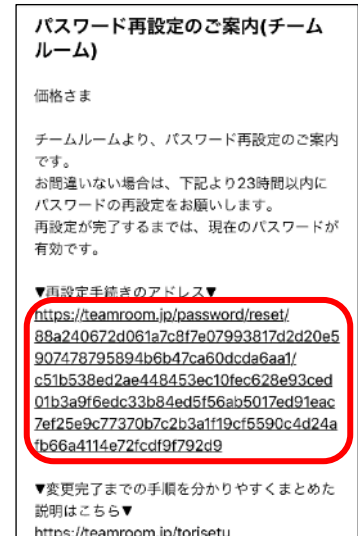 パスワード再設定のご案内(チーム
ルーム)
価格さま
チームルームより、パスワード再設定のご案内
です。
お間違いない場合は、下記より23時間以内に
パスワードの再設定をお願いします。
再設定が完了するまでは、現在のパスワードが
有効です。
▼再設定手続きのアドレス▼
https://teamroom.jp/password/reset/
88a240672d061a7c8f7e07993817d2d20e5
907478795894b6b47ca60dcda6aa1/
c51b538ed2ae448453ec10fec628e93ced
01b3a9f6edc33b84ed5f56ab5017ed91eac
7ef25e9c77370b7c2b3a1f19cf5590c4d24a
fb66a4114e72fcdf9f792d9
▼変更完了までの手順を分かりやすくまとめた
説明はこちら▼
https://teamroom.jp/torisetu